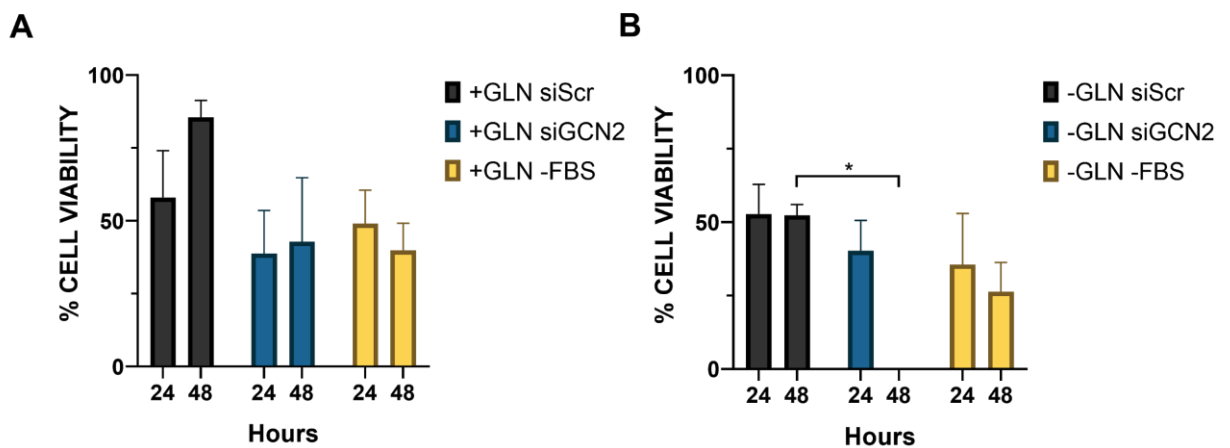 A
% CELL VIABILITY
100
50
0
24 48 24 48 24 48
Hours
+GLN siScr
+GLN siGCN2
+GLN -FBS
B
% CELL VIABILITY
100
50
0
*
24 48 24 48 24 48
Hours
-GLN siScr
-GLN siGCN2
-GLN -FBS